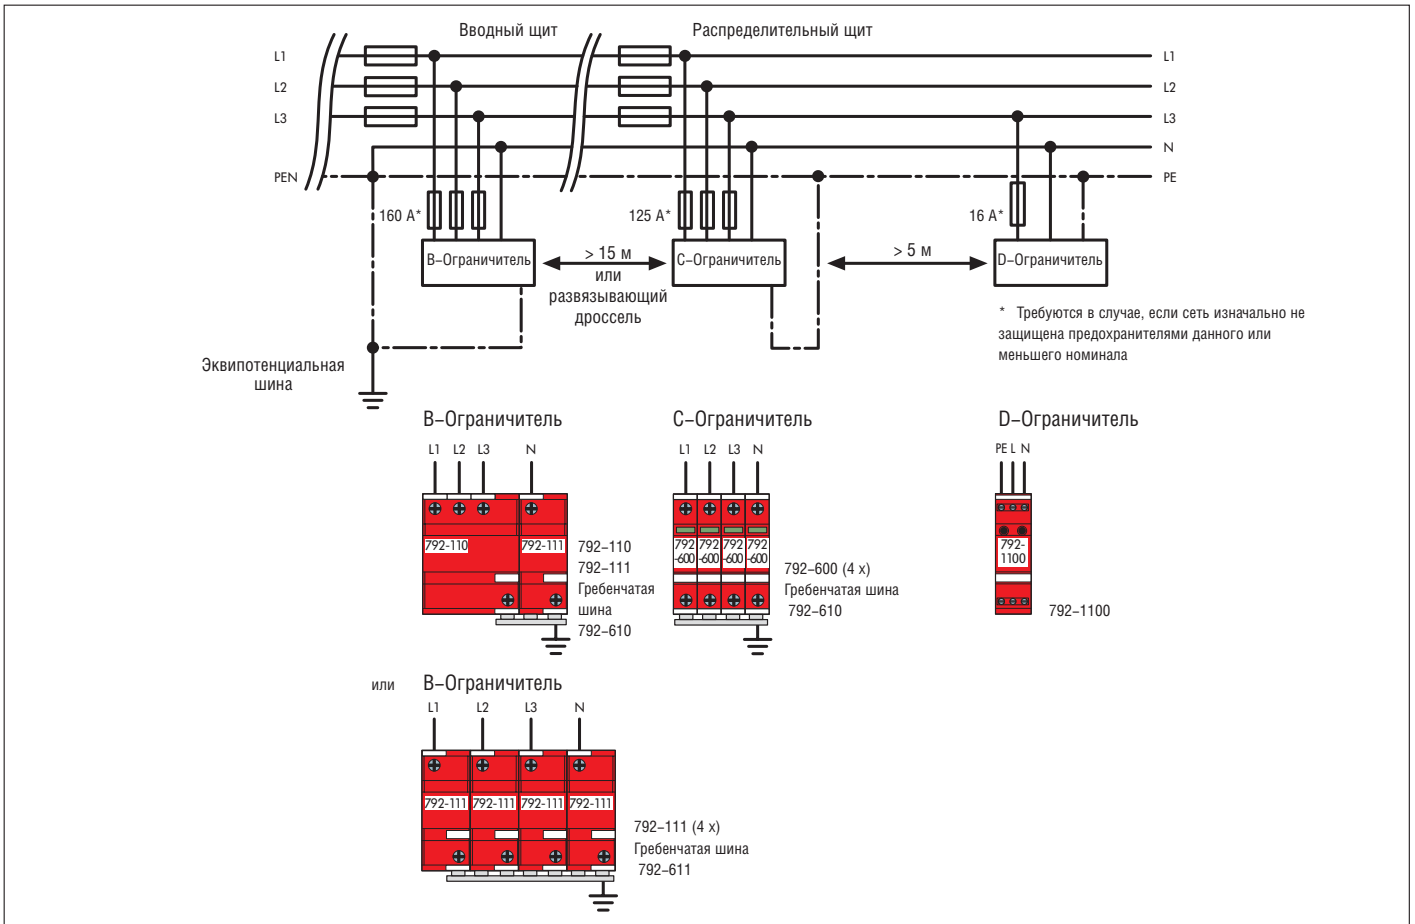 Вводный щит
Распределительный щит
L1
L1
L2
L2
L3
L3
N
PEN
PE
160 А*
125 А*
16 А*
В–Ограничитель
> 15 м
или
развязывающий
дроссель
С–Ограничитель
> 5 м
D–Ограничитель
* Требуются в случае, если сеть изначально не
защищена предохранителями данного или
меньшего номинала
Эквипотенциальная
шина
В–Ограничитель
L1 L2 L3 N
792-110
792-111
792–110
792–111
Гребенчатая
шина
792–610
С–Ограничитель
L1 L2 L3 N
792 792 792 792
-600 -600 -600 -600
792–600 (4 x)
Гребенчатая шина
792–610
D–Ограничитель
PE L N
792-
1100
792–1100
или
В–Ограничитель
L1 L2 L3 N
792-111 792-111 792-111 792-111
792–111 (4 x)
Гребенчатая шина
792–611